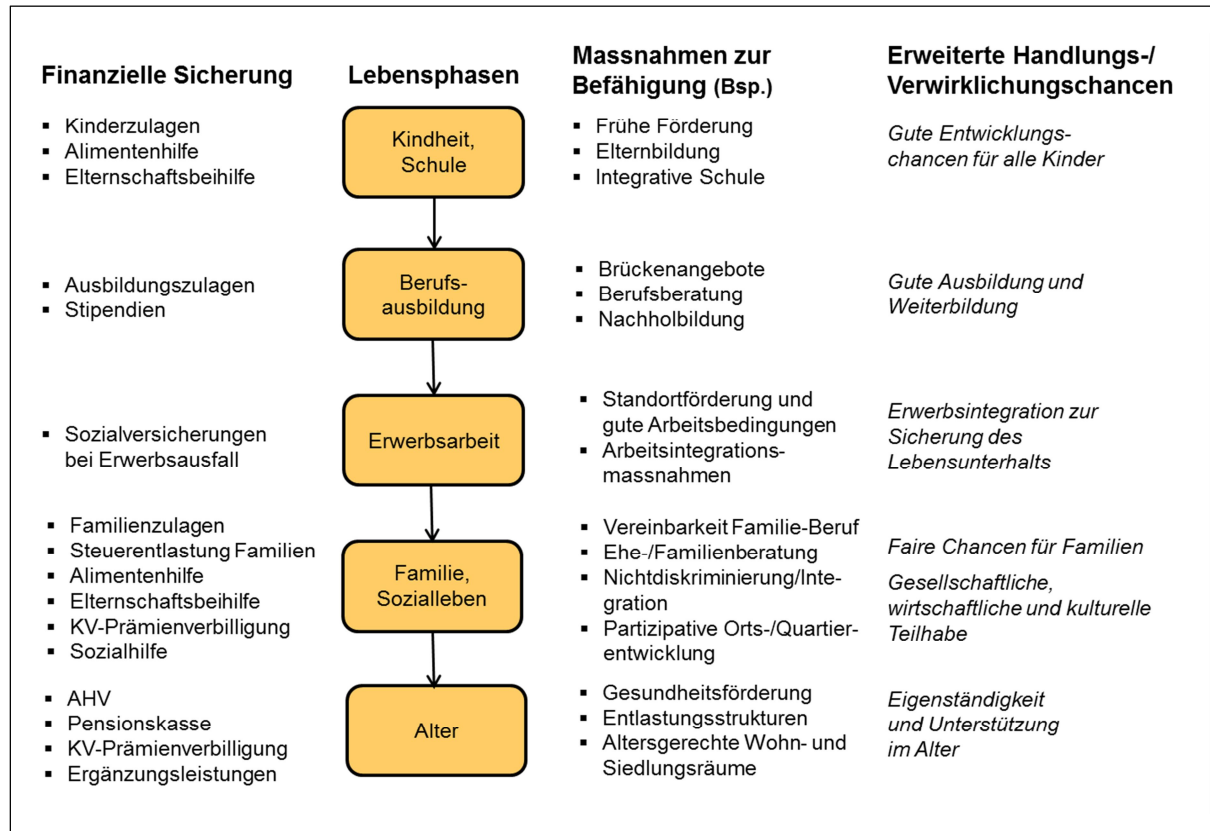 Finanzielle Sicherung
Lebensphasen
Massnahmen zur
Befähigung (Bsp.)
Erweiterte Handlungs-/
Verwirklichungschancen
▪ Kinderzulagen
▪ Alimentenhilfe
▪ Elternschaftsbeihilfe
Kindheit,
Schule
▪ Frühe Förderung
▪ Elternbildung
▪ Integrative Schule
Gute Entwicklungs-
chancen für alle Kinder
▪ Ausbildungszulagen
▪ Stipendien
Berufs-
ausbildung
▪ Brückenangebote
▪ Berufsberatung
▪ Nachholbildung
Gute Ausbildung und
Weiterbildung
▪ Sozialversicherungen
bei Erwerbsausfall
Erwerbsarbeit
▪ Standortförderung und
gute Arbeitsbedingungen
▪ Arbeitsintegrations-
massnahmen
Erwerbsintegration zur
Sicherung des
Lebensunterhalts
▪ Familienzulagen
▪ Steuerentlastung Familien
▪ Alimentenhilfe
▪ Elternschaftsbeihilfe
▪ KV-Prämienverbilligung
▪ Sozialhilfe
Familie,
Sozialleben
▪ Vereinbarkeit Familie-Beruf
▪ Ehe-/Familienberatung
▪ Nichtdiskriminierung/Inte-
gration
▪ Partizipative Orts-/Quartier-
entwicklung
Faire Chancen für Familien
Gesellschaftliche,
wirtschaftliche und kulturelle
Teilhabe
▪ AHV
▪ Pensionskasse
▪ KV-Prämienverbilligung
▪ Ergänzungsleistungen
Alter
▪ Gesundheitsförderung
▪ Entlastungsstrukturen
▪ Altersgerechte Wohn- und
Siedlungsräume
Eigenständigkeit
und Unterstützung
im Alter